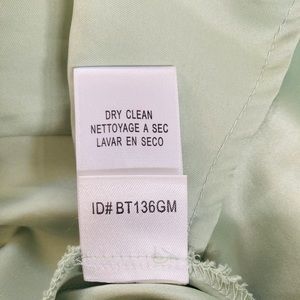 DRY CLEAN
NETTOYAGE A SEC
LAVAR EN SECO
ID# BT136GM